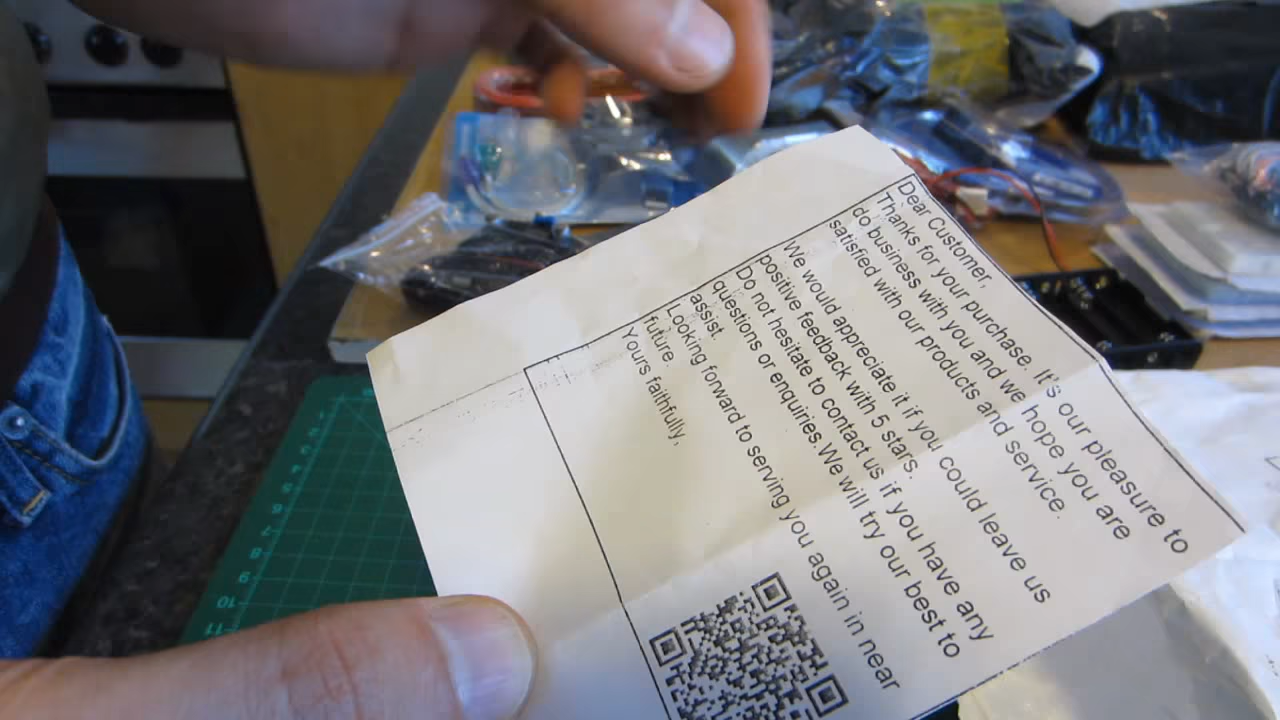 Dear Customer,
Thanks for your purchase. It's our pleasure to
do business with you and we hope you are
satisfied with our products and service.
We would appreciate it if you could leave us
positive feedback with 5 stars.
Do not hesitate to contact us if you have any
questions or enquiries. We will try our best to
assist.
Looking forward to serving you again in near
future.
Yours faithfully,
10
11